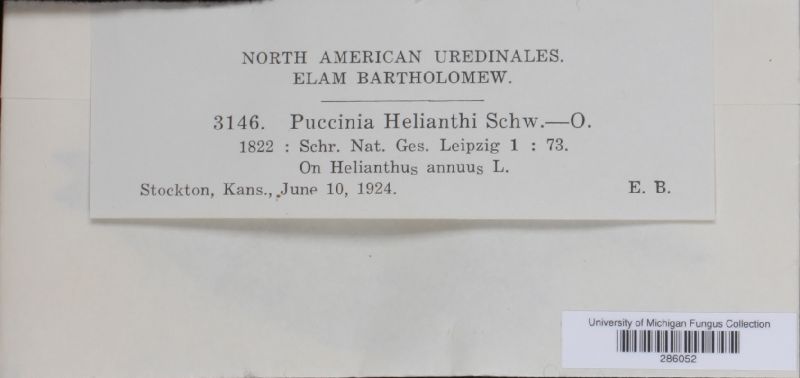 NORTH AMERICAN UREDINALES.
ELAM BARTHOLOMEW.
3146. Puccinia Helianthi Schw.—O.
1822 : Schr. Nat. Ges. Leipzig 1 : 73.
On Helianthus annuus L.
Stockton, Kans., June 10, 1924. E. B.
University of Michigan Fungus Collection
286052